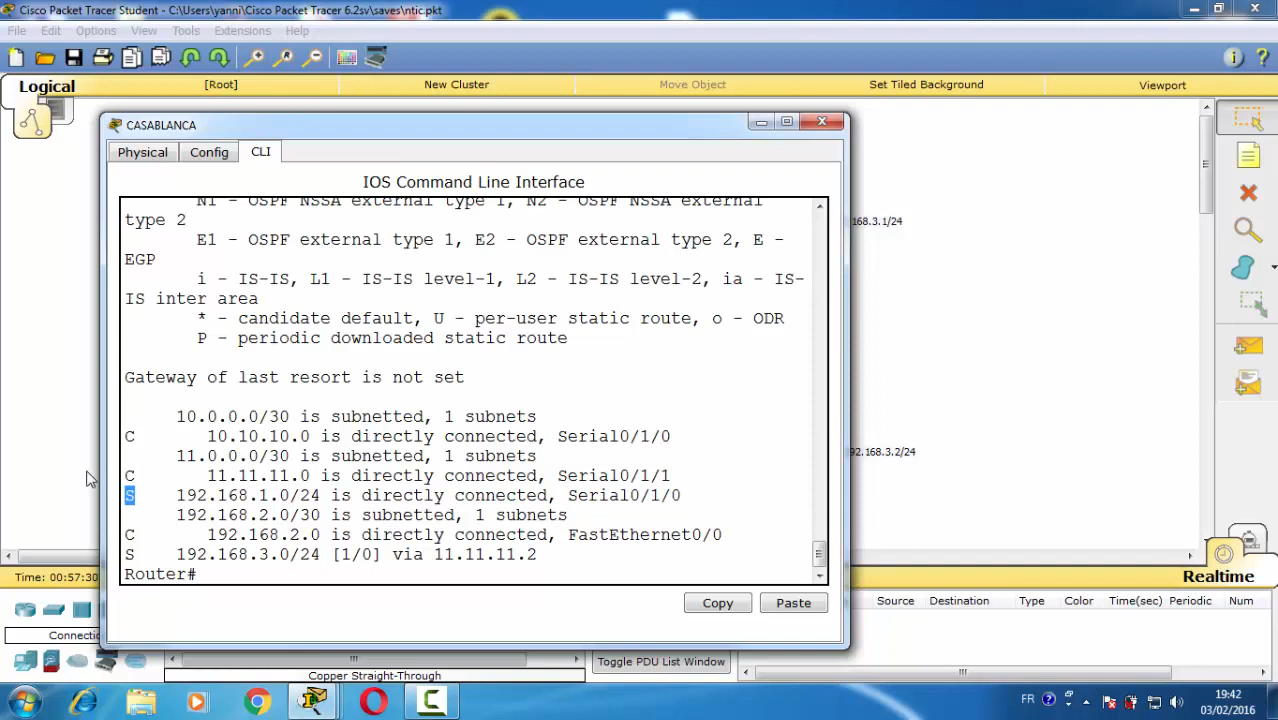 Cisco Packet Tracer Student - C:\Users\yanni\Cisco Packet Tracer 6.2sv\saves\ntic.pkt
File Edit Options View Tools Extensions Help
Logical [Root] New Cluster Move Object Set Tiled Background Viewport
CASABLANCA
Physical Config CLI
IOS Command Line Interface
N1 - OSPF NSSA external type 1, N2 - OSPF NSSA external
type 2
E1 - OSPF external type 1, E2 - OSPF external type 2, E -
EGP
i - IS-IS, L1 - IS-IS level-1, L2 - IS-IS level-2, ia - IS-
IS inter area
* - candidate default, U - per-user static route, o - ODR
P - periodic downloaded static route
Gateway of last resort is not set
10.0.0.0/30 is subnetted, 1 subnets
C 10.10.10.0 is directly connected, Serial0/1/0
11.0.0.0/30 is subnetted, 1 subnets
C 11.11.11.0 is directly connected, Serial0/1/1
S 192.168.1.0/24 is directly connected, Serial0/1/0
192.168.2.0/30 is subnetted, 1 subnets
C 192.168.2.0 is directly connected, FastEthernet0/0
S 192.168.3.0/24 [1/0] via 11.11.11.2
Router#
Copy Paste
168.3.1/24
92.168.3.2/24
Time: 00:57:30
Realtime
Source Destination Type Color Time(sec) Periodic Num
Connectio
Toggle PDU List Window
Copper Straight-Through
FR
19:42
03/02/2016